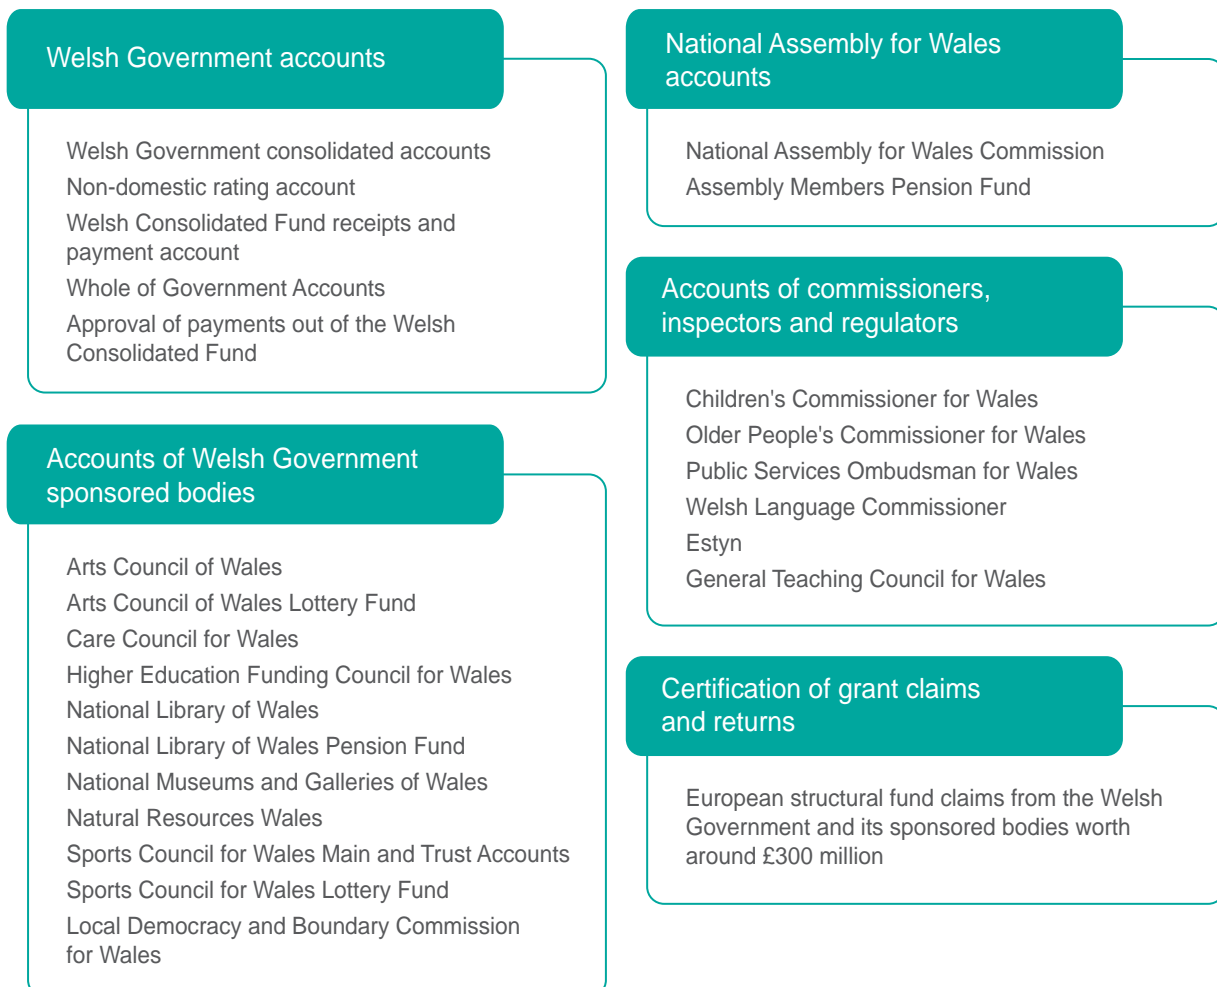 Welsh Government accounts
Welsh Government consolidated accounts
Non-domestic rating account
Welsh Consolidated Fund receipts and
payment account
Whole of Government Accounts
Approval of payments out of the Welsh
Consolidated Fund
Accounts of Welsh Government
sponsored bodies
Arts Council of Wales
Arts Council of Wales Lottery Fund
Care Council for Wales
Higher Education Funding Council for Wales
National Library of Wales
National Library of Wales Pension Fund
National Museums and Galleries of Wales
Natural Resources Wales
Sports Council for Wales Main and Trust Accounts
Sports Council for Wales Lottery Fund
Local Democracy and Boundary Commission
for Wales
National Assembly for Wales
accounts
National Assembly for Wales Commission
Assembly Members Pension Fund
Accounts of commissioners,
inspectors and regulators
Children's Commissioner for Wales
Older People's Commissioner for Wales
Public Services Ombudsman for Wales
Welsh Language Commissioner
Estyn
General Teaching Council for Wales
Certification of grant claims
and returns
European structural fund claims from the Welsh
Government and its sponsored bodies worth
around £300 million